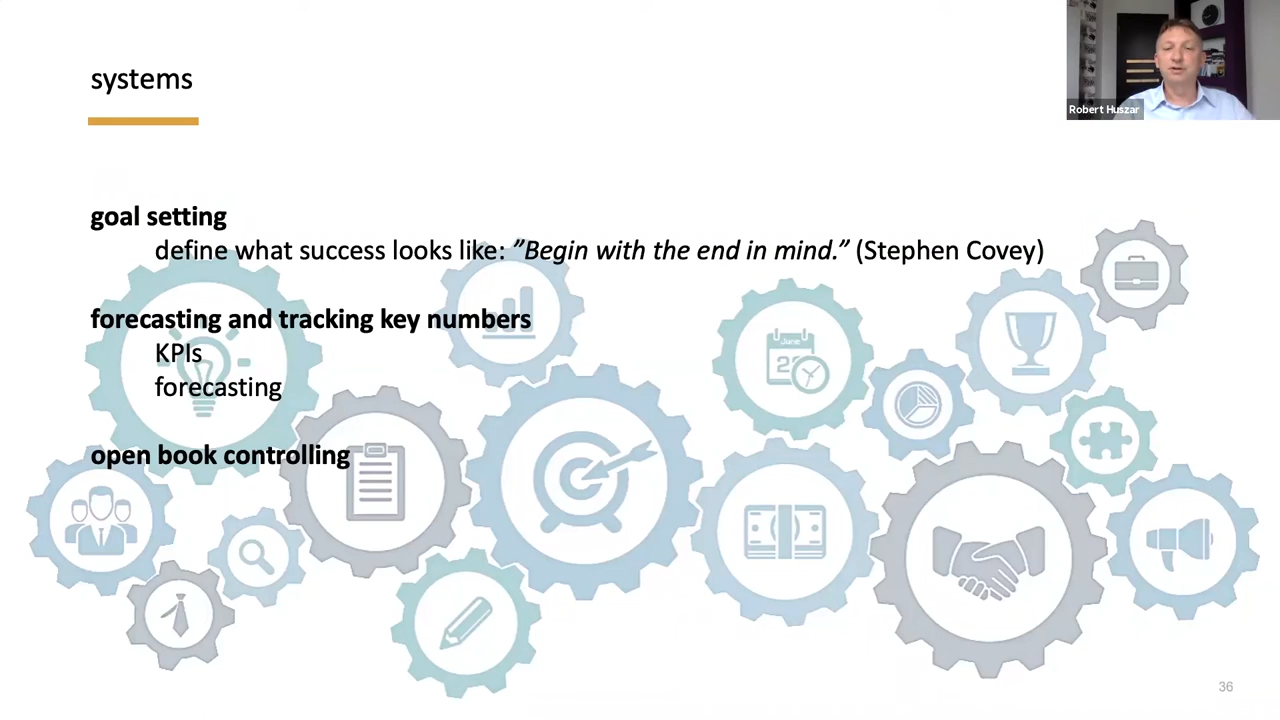 systems
Robert Huszar
goal setting
define what success looks like: ”Begin with the end in mind.” (Stephen Covey)
forecasting and tracking key numbers
KPIs
forecasting
open book controlling
June
36